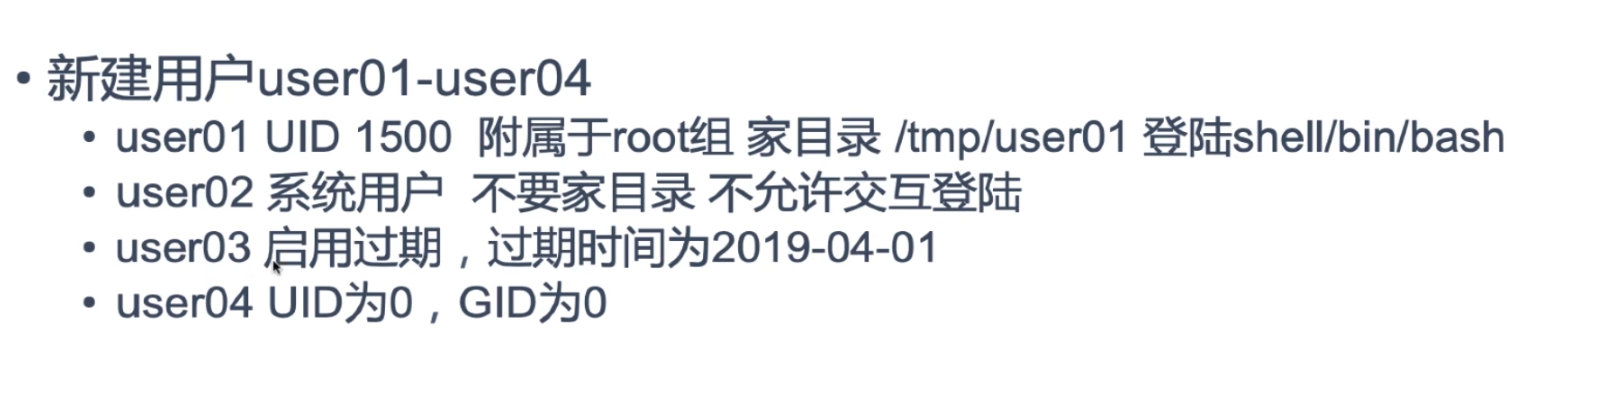 • 新建用户user01-user04
• user01 UID 1500 附属于root组 家目录 /tmp/user01 登陆shell/bin/bash
• user02 系统用户 不要家目录 不允许交互登陆
• user03 启用过期，过期时间为2019-04-01
• user04 UID为0，GID为0